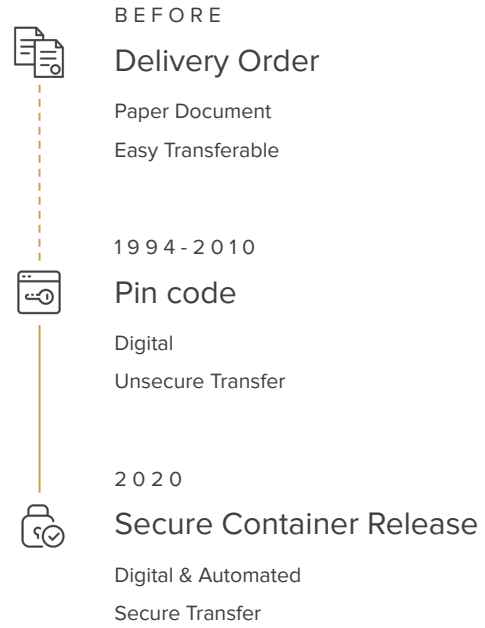 BEFORE
Delivery Order
Paper Document
Easy Transferable
1994-2010
Pin code
Digital
Unsecure Transfer
2020
Secure Container Release
Digital & Automated
Secure Transfer